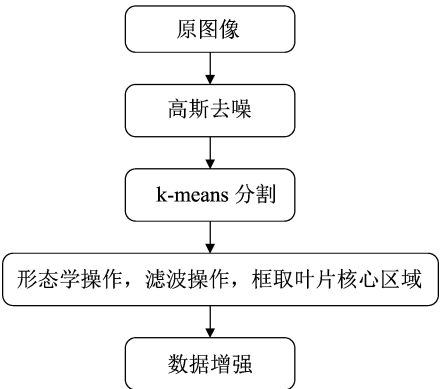 原图像
高斯去噪
k-means 分割
形态学操作，滤波操作，框取叶片核心区域
数据增强